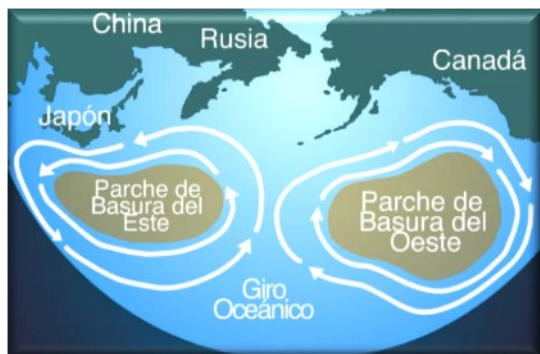 China
Rusia
Canadá
Japón
Parche de
Basura del
Este
Parche de
Basura del
Oeste
Giro
Oceánico